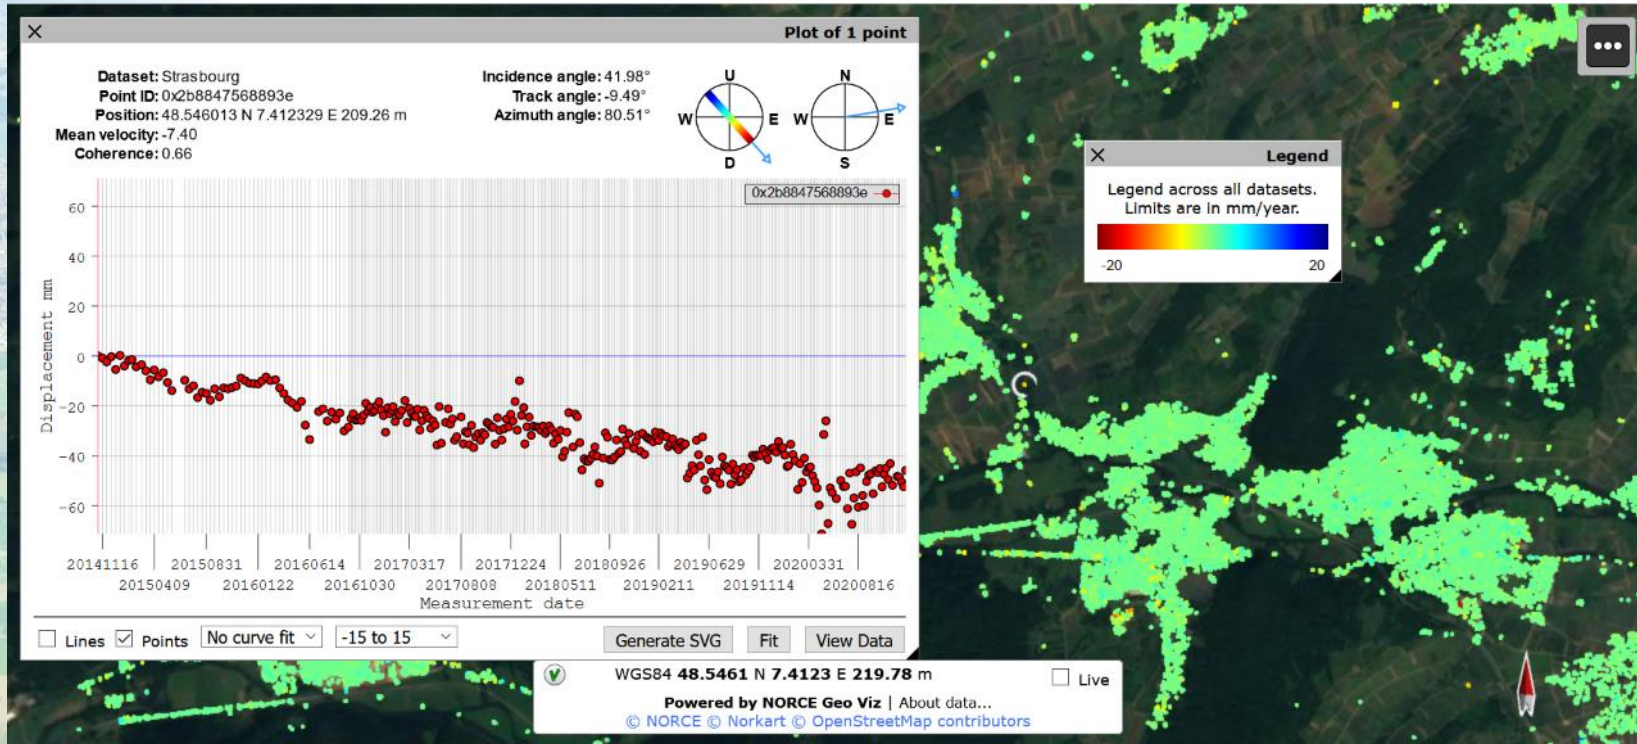 Plot of 1 point
Dataset: Strasbourg
Point ID: 0x2b8847568893e
Position: 48.546013 N 7.412329 E 209.26 m
Mean velocity: -7.40
Coherence: 0.66
Incidence angle: 41.98°
Track angle: -9.49°
Azimuth angle: 80.51°
U
W E
D
N
W E
S
0x2b8847568893e
Displacement mm
60
40
20
0
-20
-40
-60
20141116 20150831 20160614 20170317 20171224 20180926 20190629 20200331
20150409 20160122 20161030 20170808 20180511 20190211 20191114 20200816
Measurement date
Lines Points No curve fit -15 to 15 Generate SVG Fit View Data
Legend
Legend across all datasets.
Limits are in mm/year.
-20 20
WGS84 48.5461 N 7.4123 E 219.78 m Live
Powered by NORCE Geo Viz | About data...
© NORCE © Norkart © OpenStreetMap contributors